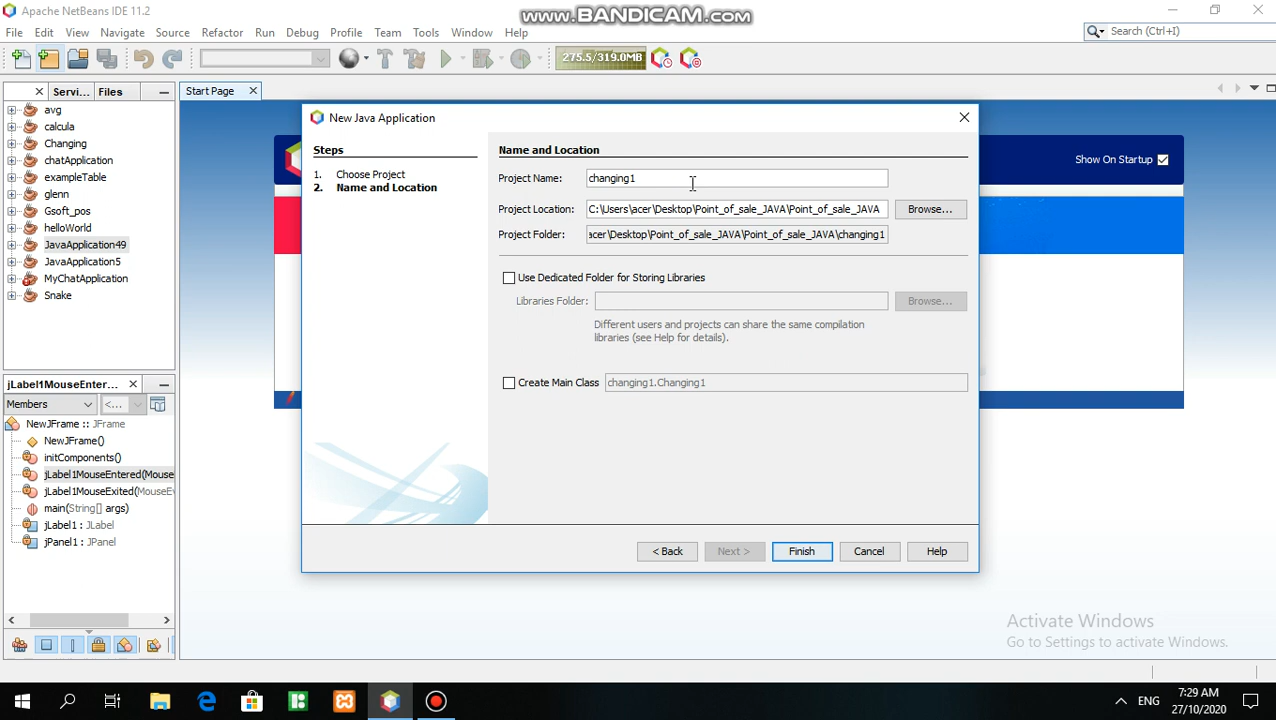 Apache NetBeans IDE 11.2
www.BANDICAM.com
File Edit View Navigate Source Refactor Run Debug Profile Team Tools Window Help
Search (Ctrl+I)
275.5/319.0MB
Servi... Files
Start Page
avg
calcula
Changing
chatApplication
exampleTable
glenn
Gsoft_pos
helloWorld
JavaApplication49
JavaApplication5
MyChatApplication
Snake
Show On Startup
New Java Application
Steps
1. Choose Project
2. Name and Location
Name and Location
Project Name: changing1
Project Location: C:\Users\acer\Desktop\Point_of_sale_JAVA\Point_of_sale_JAVA Browse...
Project Folder: acer\Desktop\Point_of_sale_JAVA\Point_of_sale_JAVA\changing1
Use Dedicated Folder for Storing Libraries
Libraries Folder: Browse...
Different users and projects can share the same compilation
libraries (see Help for details).
Create Main Class changing1.Changing1
< Back Next > Finish Cancel Help
jLabel1MouseEnter...
Members <...
NewJFrame :: JFrame
NewJFrame()
initComponents()
jLabel1MouseEntered(Mouse
jLabel1MouseExited(MouseEv
main(String[] args)
jLabel1 : JLabel
jPanel1 : JPanel
Activate Windows
Go to Settings to activate Windows.
ENG
7:29 AM
27/10/2020